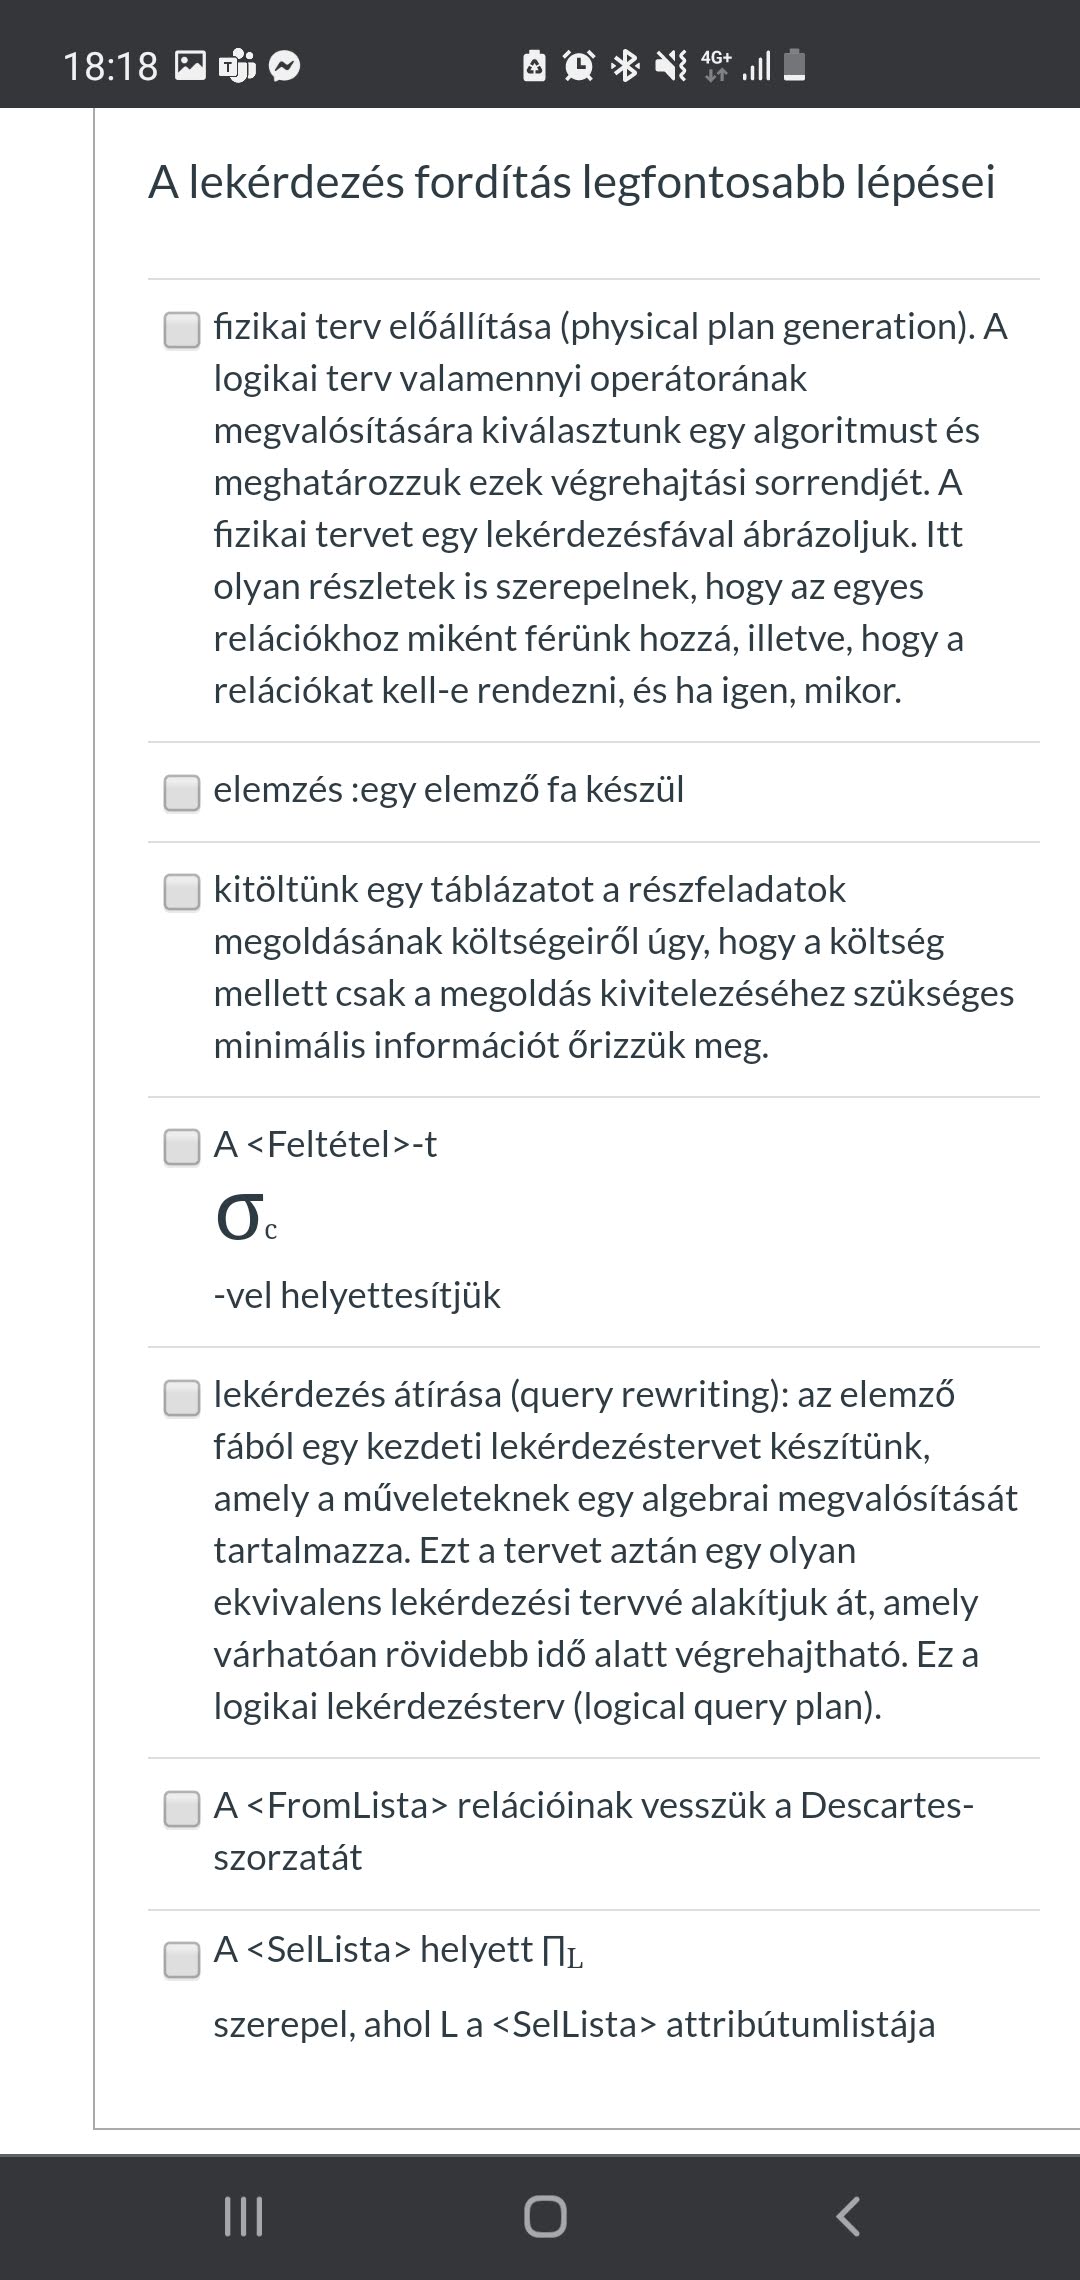 18:18
4G+
A lekérdezés fordítás legfontosabb lépései
fizikai terv előállítása (physical plan generation). A
logikai terv valamennyi operátorának
megvalósítására kiválasztunk egy algoritmust és
meghatározzuk ezek végrehajtási sorrendjét. A
fizikai tervet egy lekérdezésfával ábrázoljuk. Itt
olyan részletek is szerepelnek, hogy az egyes
relációkhoz miként férünk hozzá, illetve, hogy a
relációkat kell-e rendezni, és ha igen, mikor.
elemzés :egy elemző fa készül
kitöltünk egy táblázatot a részfeladatok
megoldásának költségeiről úgy, hogy a költség
mellett csak a megoldás kivitelezéséhez szükséges
minimális információt őrizzük meg.
A <Feltétel>-t
σc
-vel helyettesítjük
lekérdezés átírása (query rewriting): az elemző
fából egy kezdeti lekérdezéstervet készítünk,
amely a műveleteknek egy algebrai megvalósítását
tartalmazza. Ezt a tervet aztán egy olyan
ekvivalens lekérdezési tervvé alakítjuk át, amely
várhatóan rövidebb idő alatt végrehajtható. Ez a
logikai lekérdezésterv (logical query plan).
A <FromLista> relációinak vesszük a Descartes-
szorzatát
A <SelLista> helyett ∏L
szerepel, ahol L a <SelLista> attribútumlistája